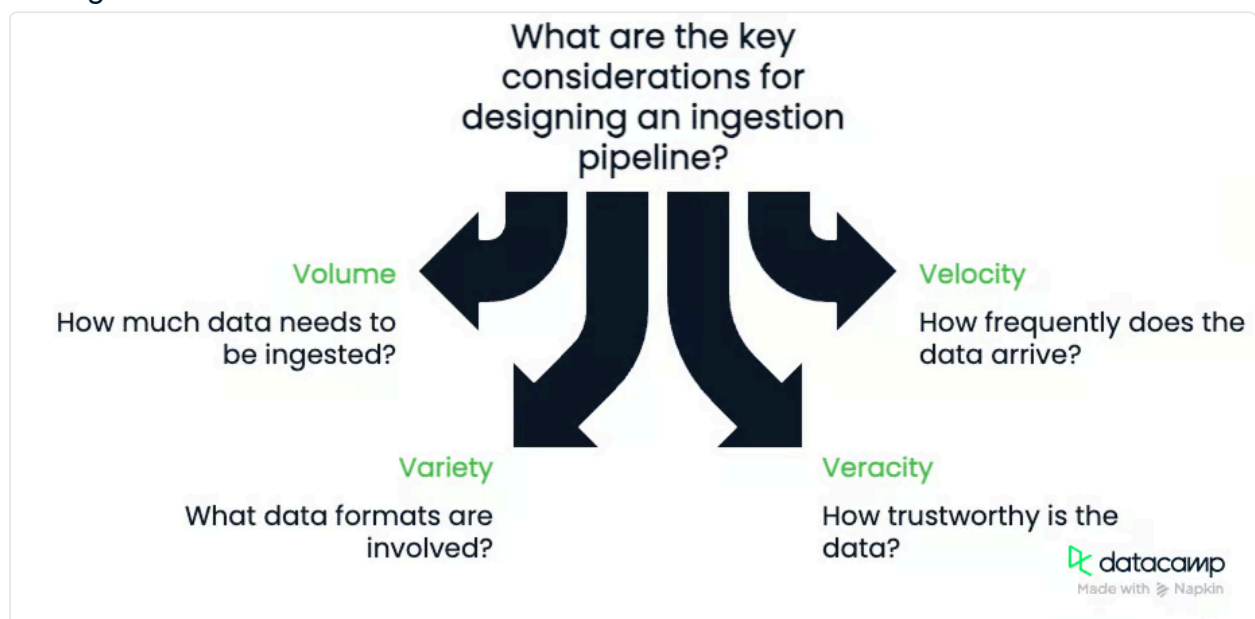 What are the key
considerations for
designing an ingestion
pipeline?
Volume
How much data needs to
be ingested?
Velocity
How frequently does the
data arrive?
Variety
What data formats are
involved?
Veracity
How trustworthy is the
data?
datacamp
Made with Napkin